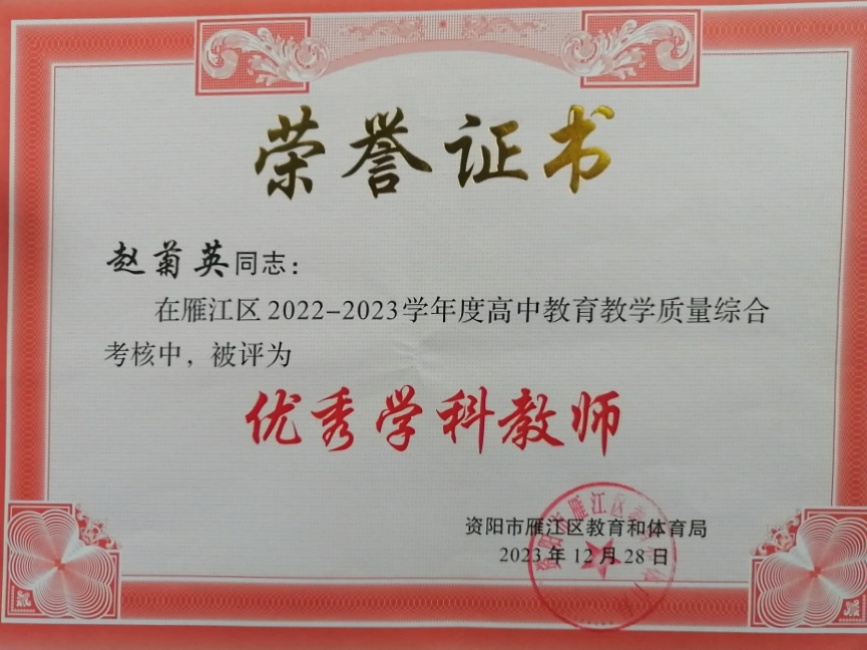 荣誉证书
赵菊英同志：
在雁江区2022-2023学年度高中教育教学质量综合
考核中，被评为
优秀学科教师
资阳市雁江区教育和体育局
2023年12月28日